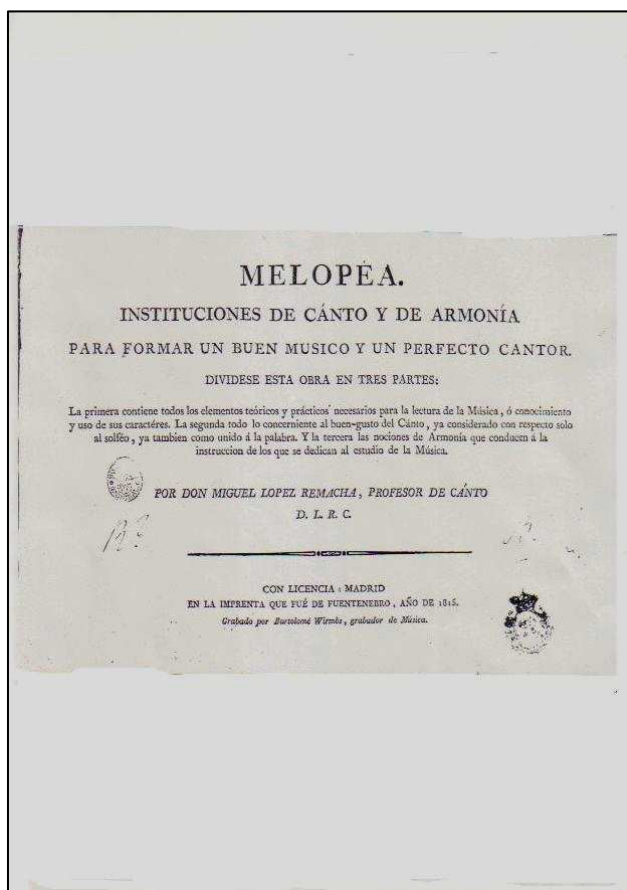 MELOPÉA.
INSTITUCIONES DE CÁNTO Y DE ARMONÍA
PARA FORMAR UN BUEN MUSICO Y UN PERFECTO CANTOR.
DIVIDESE ESTA OBRA EN TRES PARTES:
La primera contiene todos los elementos teóricos y prácticos necesarios para la lectura de la Música, ó conocimiento
y uso de sus caractéres. La segunda todo lo concerniente al buen-gusto del Cánto, ya considerado con respecto solo
al solféo, ya tambien como unido á la palabra. Y la tercera las nociones de Armonía que conducen á la
instruccion de los que se dedican al estudio de la Música.
POR DON MIGUEL LOPEZ REMACHA, PROFESOR DE CÁNTO
D. L. R. C.
CON LICENCIA: MADRID
EN LA IMPRENTA QUE FUÉ DE FUENTENEBRO, AÑO DE 1815.
Grabado por Bartolomé Wirmbs, grabador de Música.